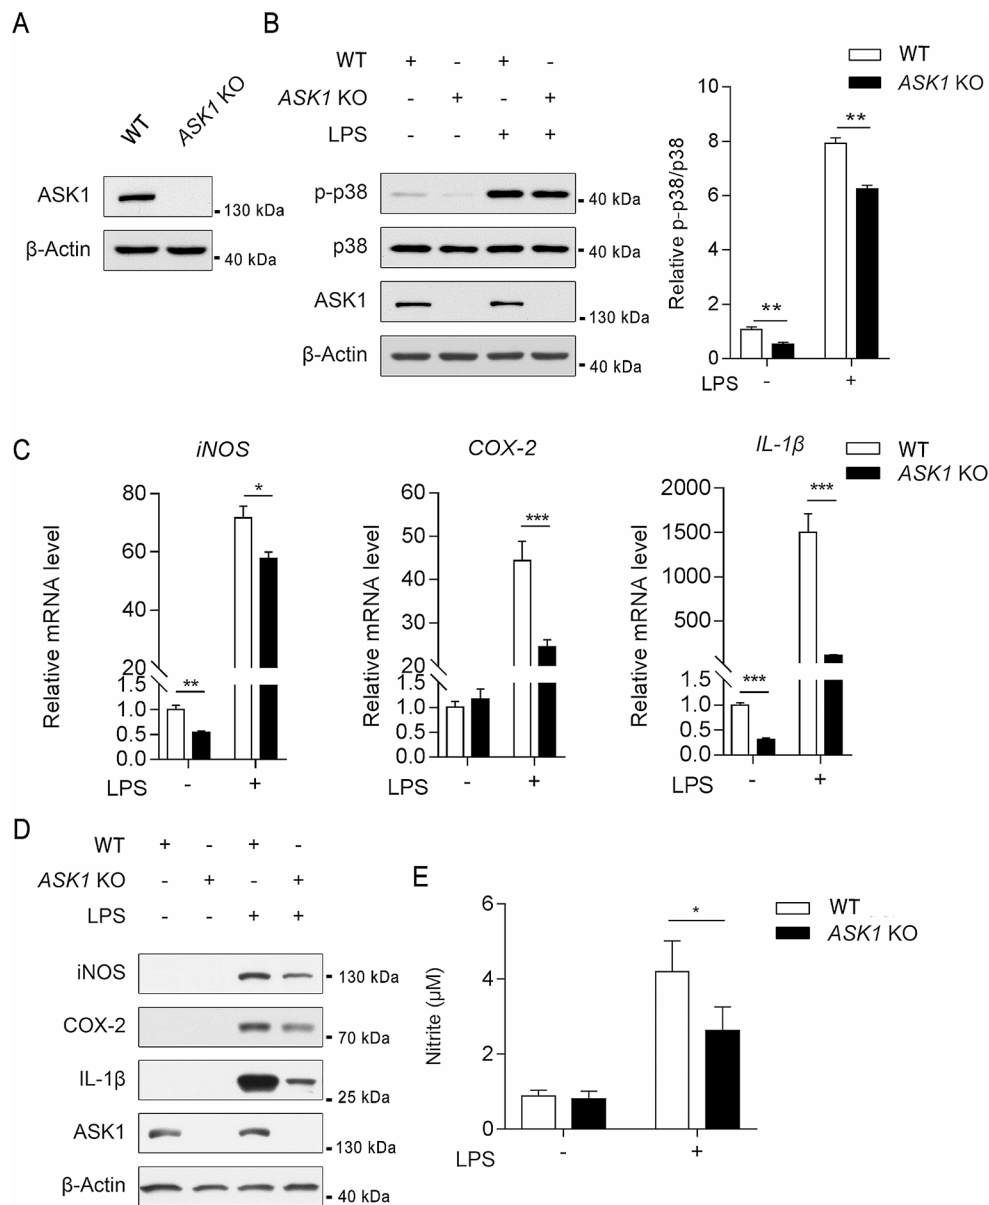 A
WT
ASK1 KO
ASK1
130 kDa
β-Actin
40 kDa
B
WT + - + -
ASK1 KO - + - +
LPS - - + +
p-p38
40 kDa
p38
40 kDa
ASK1
130 kDa
β-Actin
40 kDa
WT
ASK1 KO
Relative p-p38/p38
10
8
6
4
2
0
**
**
LPS - +
C
iNOS
Relative mRNA level
80
60
40
20
1.5
1.0
0.5
0.0
**
*
LPS - +
COX-2
Relative mRNA level
60
40
30
20
1.5
1.0
0.5
0.0
***
LPS - +
IL-1β
WT
ASK1 KO
Relative mRNA level
2000
1500
1000
500
1.5
1.0
0.5
0.0
***
***
LPS - +
D
WT + - + -
ASK1 KO - + - +
LPS - - + +
iNOS
130 kDa
COX-2
70 kDa
IL-1β
25 kDa
ASK1
130 kDa
β-Actin
40 kDa
E
WT
ASK1 KO
Nitrite (μM)
6
4
2
0
*
LPS - +